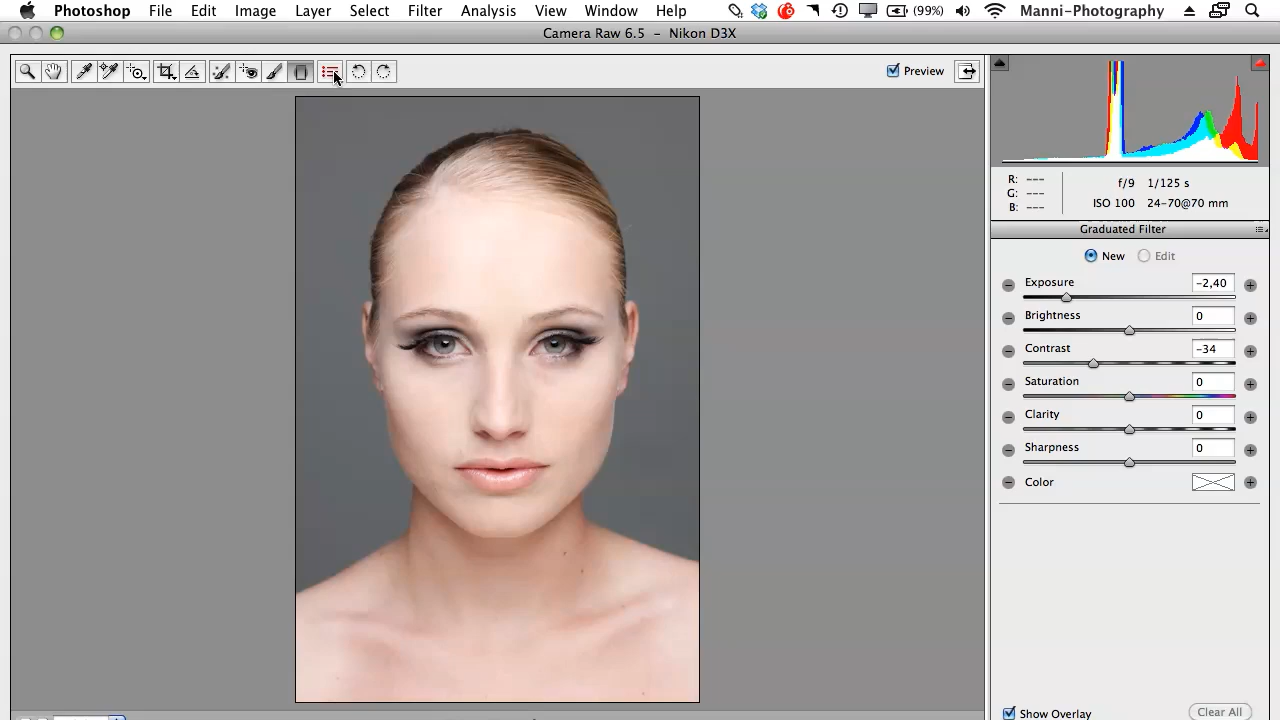 Photoshop File Edit Image Layer Select Filter Analysis View Window Help (99%) Manni-Photography
Camera Raw 6.5 – Nikon D3X
Preview
R: ---
G: ---
B: ---
f/9 1/125 s
ISO 100 24-70@70 mm
Graduated Filter
New Edit
Exposure -2,40
Brightness 0
Contrast -34
Saturation 0
Clarity 0
Sharpness 0
Color
Show Overlay Clear All